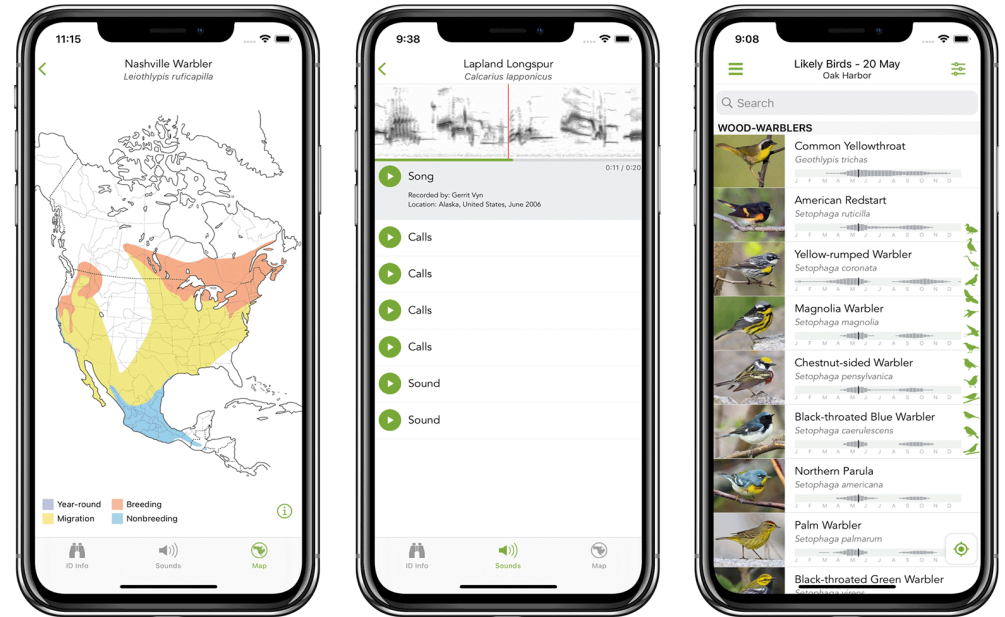 11:15
Nashville Warbler
Leiothlypis ruficapilla
Year-round
Breeding
Migration
Nonbreeding
ID Info
Sounds
Map
9:38
Lapland Longspur
Calcarius lapponicus
0:11 / 0:20
Song
Recorded by: Gerrit Vyn
Location: Alaska, United States, June 2006
Calls
Calls
Calls
Calls
Sound
Sound
ID Info
Sounds
Map
9:08
Likely Birds - 20 May
Oak Harbor
Search
WOOD-WARBLERS
Common Yellowthroat
Geothlypis trichas
J F M A M J J A S O N D
American Redstart
Setophaga ruticilla
J F M A M J J A S O N D
Yellow-rumped Warbler
Setophaga coronata
J F M A M J J A S O N D
Magnolia Warbler
Setophaga magnolia
J F M A M J J A S O N D
Chestnut-sided Warbler
Setophaga pensylvanica
J F M A M J J A S O N D
Black-throated Blue Warbler
Setophaga caerulescens
J F M A M J J A S O N D
Northern Parula
Setophaga americana
J F M A M J J A S O N D
Palm Warbler
Setophaga palmarum
J F M A M J J A S O N D
Black-throated Green Warbler
Setophaga virens